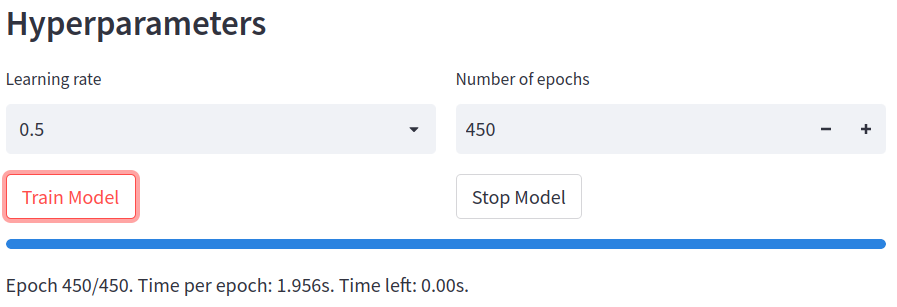 Hyperparameters
Learning rate
Number of epochs
0.5
450
Train Model
Stop Model
Epoch 450/450. Time per epoch: 1.956s. Time left: 0.00s.